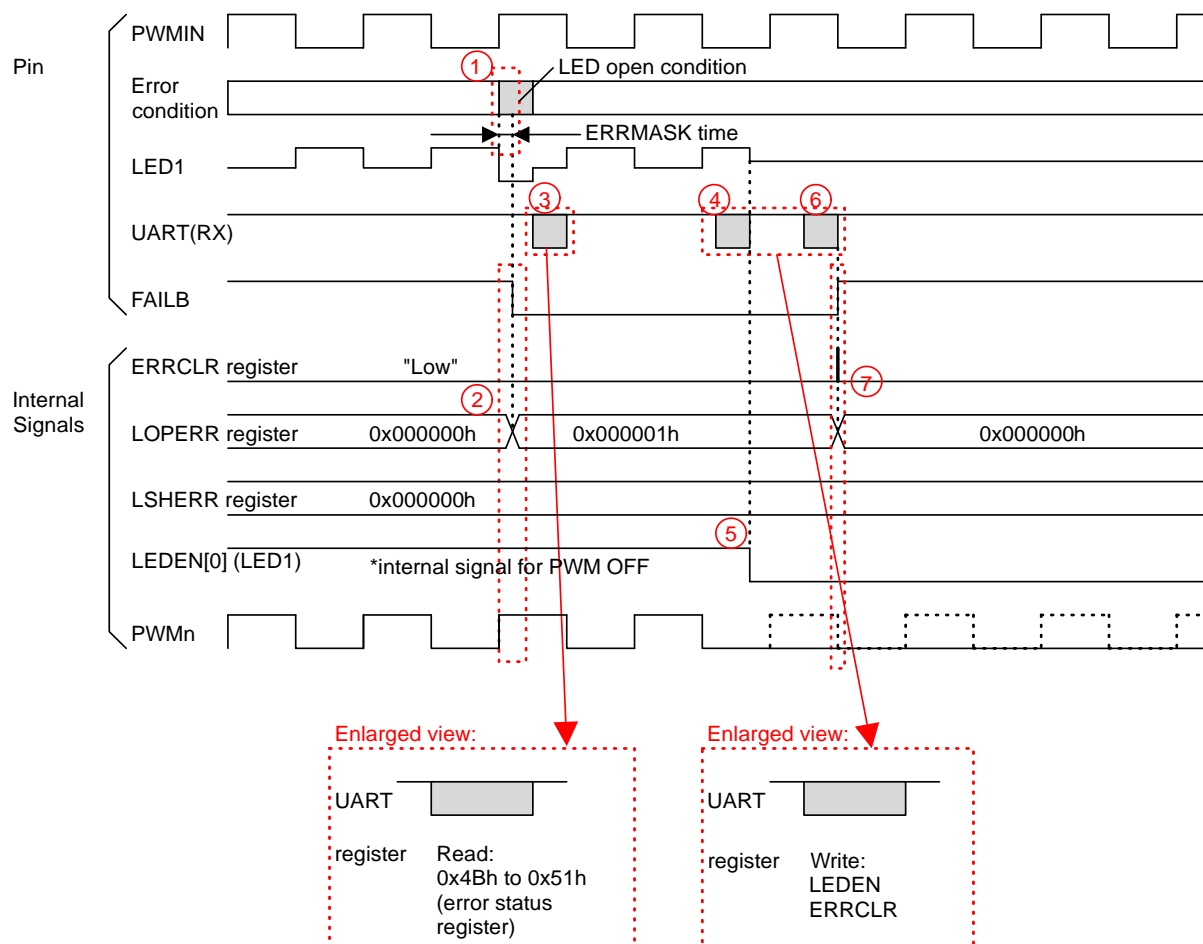 Pin
PWMIN
1
LED open condition
Error
condition
ERRMASK time
LED1
3
4
6
UART(RX)
FAILB
Internal
Signals
ERRCLR register
"Low"
7
2
LOPERR register
0x000000h
0x000001h
0x000000h
LSHERR register
0x000000h
5
LEDEN[0] (LED1)
*internal signal for PWM OFF
PWMn
Enlarged view:
UART
register
Read:
0x4Bh to 0x51h
(error status
register)
Enlarged view:
UART
register
Write:
LEDEN
ERRCLR